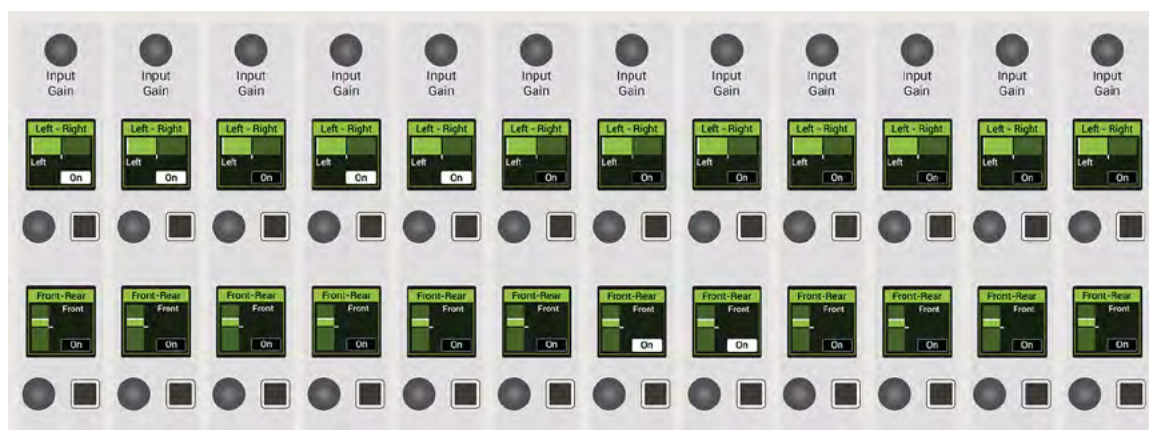 Input Input Input Input Input Input Input Input Input Input Input Input
Gain Gain Gain Gain Gain Gain Gain Gain Gain Gain Gain Gain
Left - Right Left - Right Left - Right Left - Right Left - Right Left - Right Left - Right Left - Right Left - Right Left - Right Left - Right Left - Right
Left Left Left Left Left Left Left Left Left Left Left Left
On On On On On On On On On On On On
Front-Rear Front-Rear Front-Rear Front-Rear Front-Rear Front-Rear Front-Rear Front-Rear Front-Rear Front-Rear Front-Rear Front-Rear
Front Front Front Front Front Front Front Front Front Front Front Front
On On On On On On On On On On On On